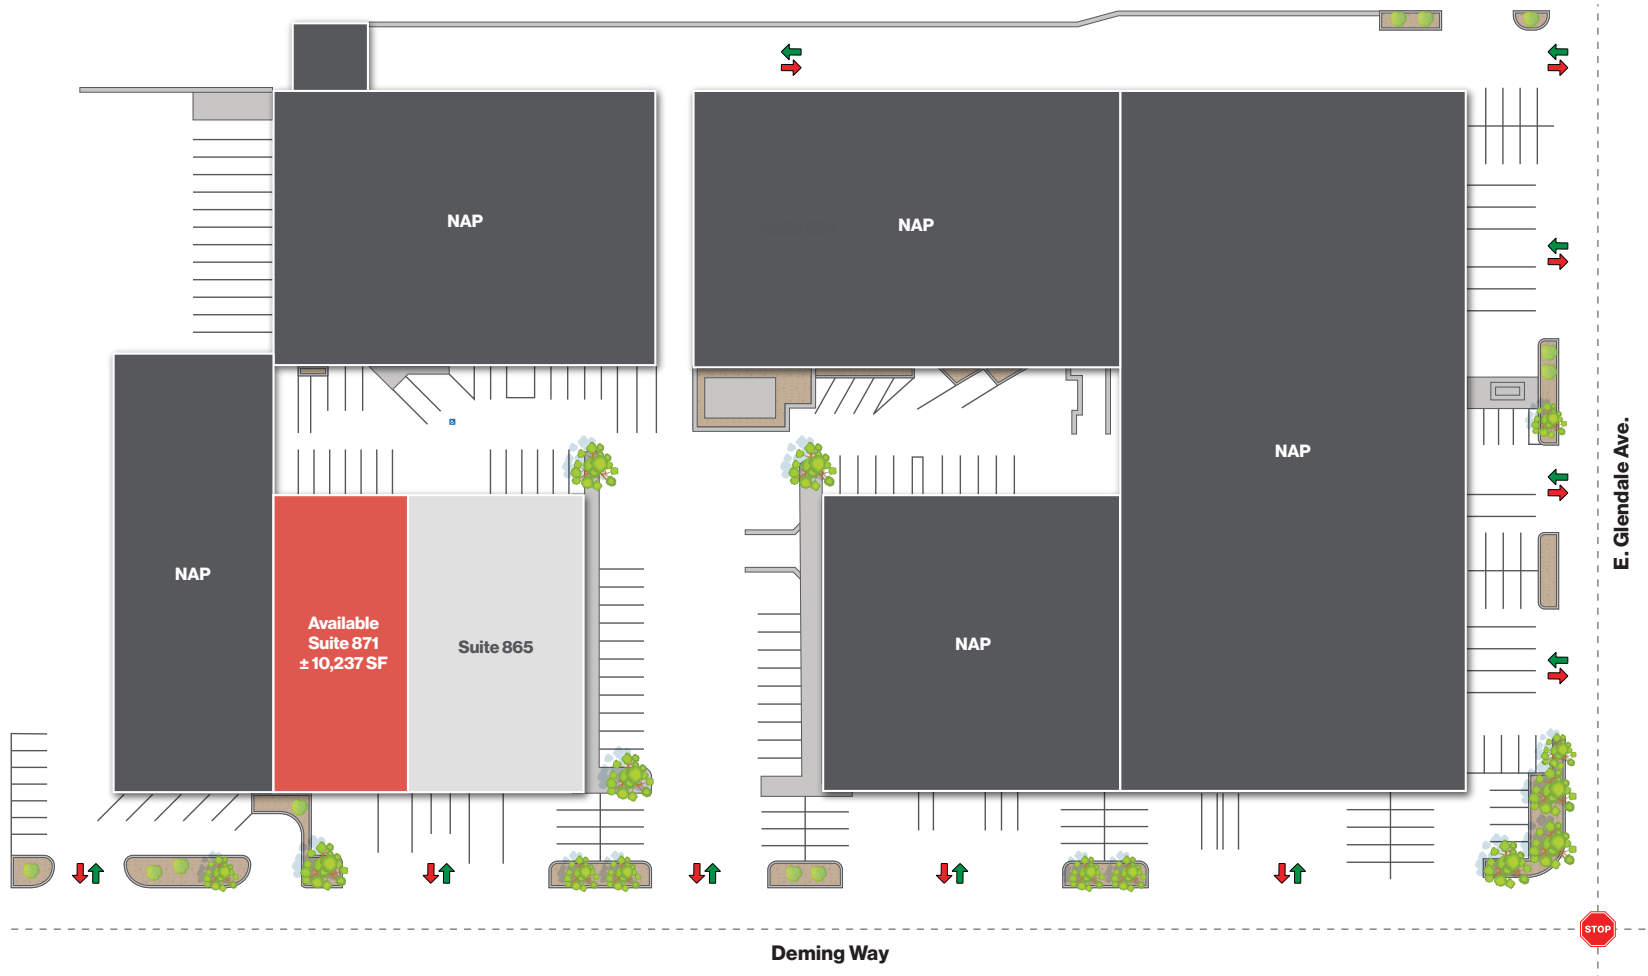 NAP
NAP
NAP
NAP
Available
Suite 871
± 10,237 SF
Suite 865
NAP
E. Glendale Ave.
STOP
Deming Way